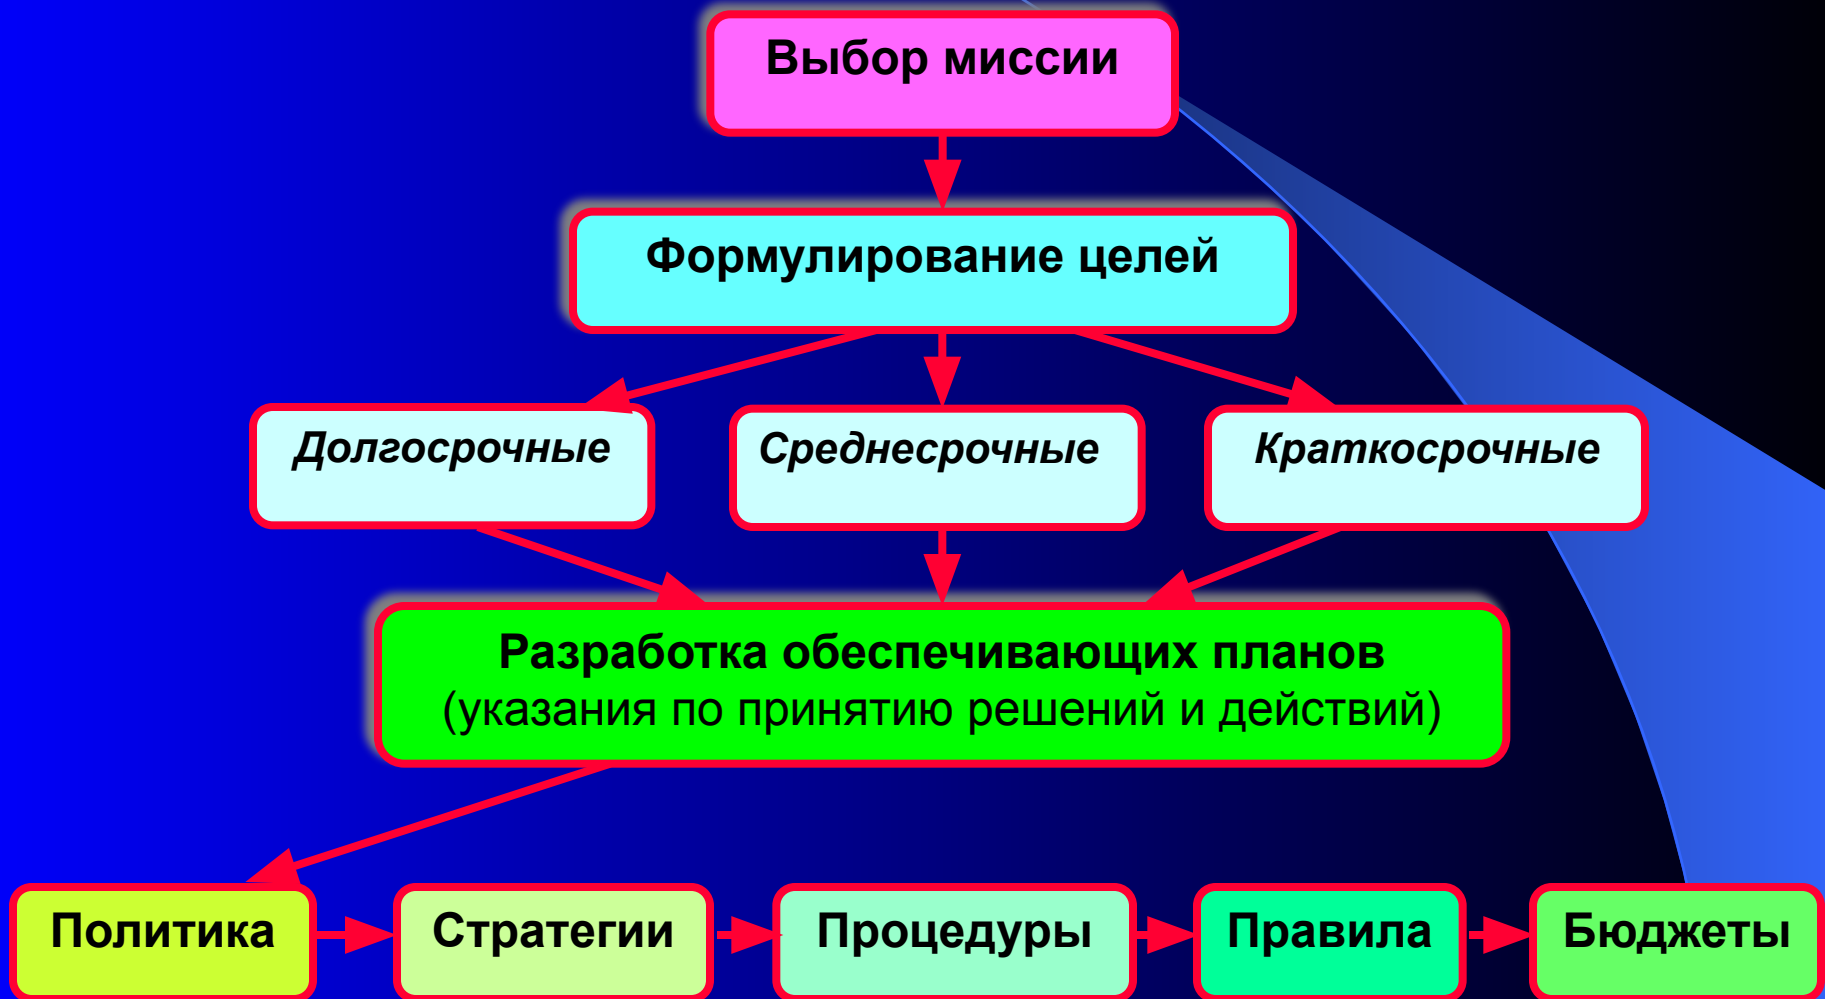 Выбор миссии
Формулирование целей
Долгосрочные
Среднесрочные
Краткосрочные
Разработка обеспечивающих планов
(указания по принятию решений и действий)
Политика
Стратегии
Процедуры
Правила
Бюджеты